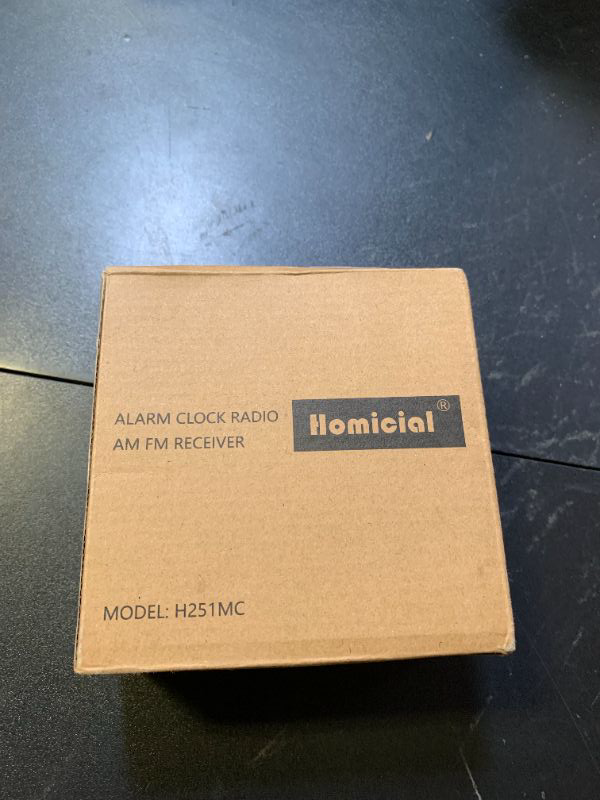 ALARM CLOCK RADIO
AM FM RECEIVER
Homicial®
MODEL: H251MC